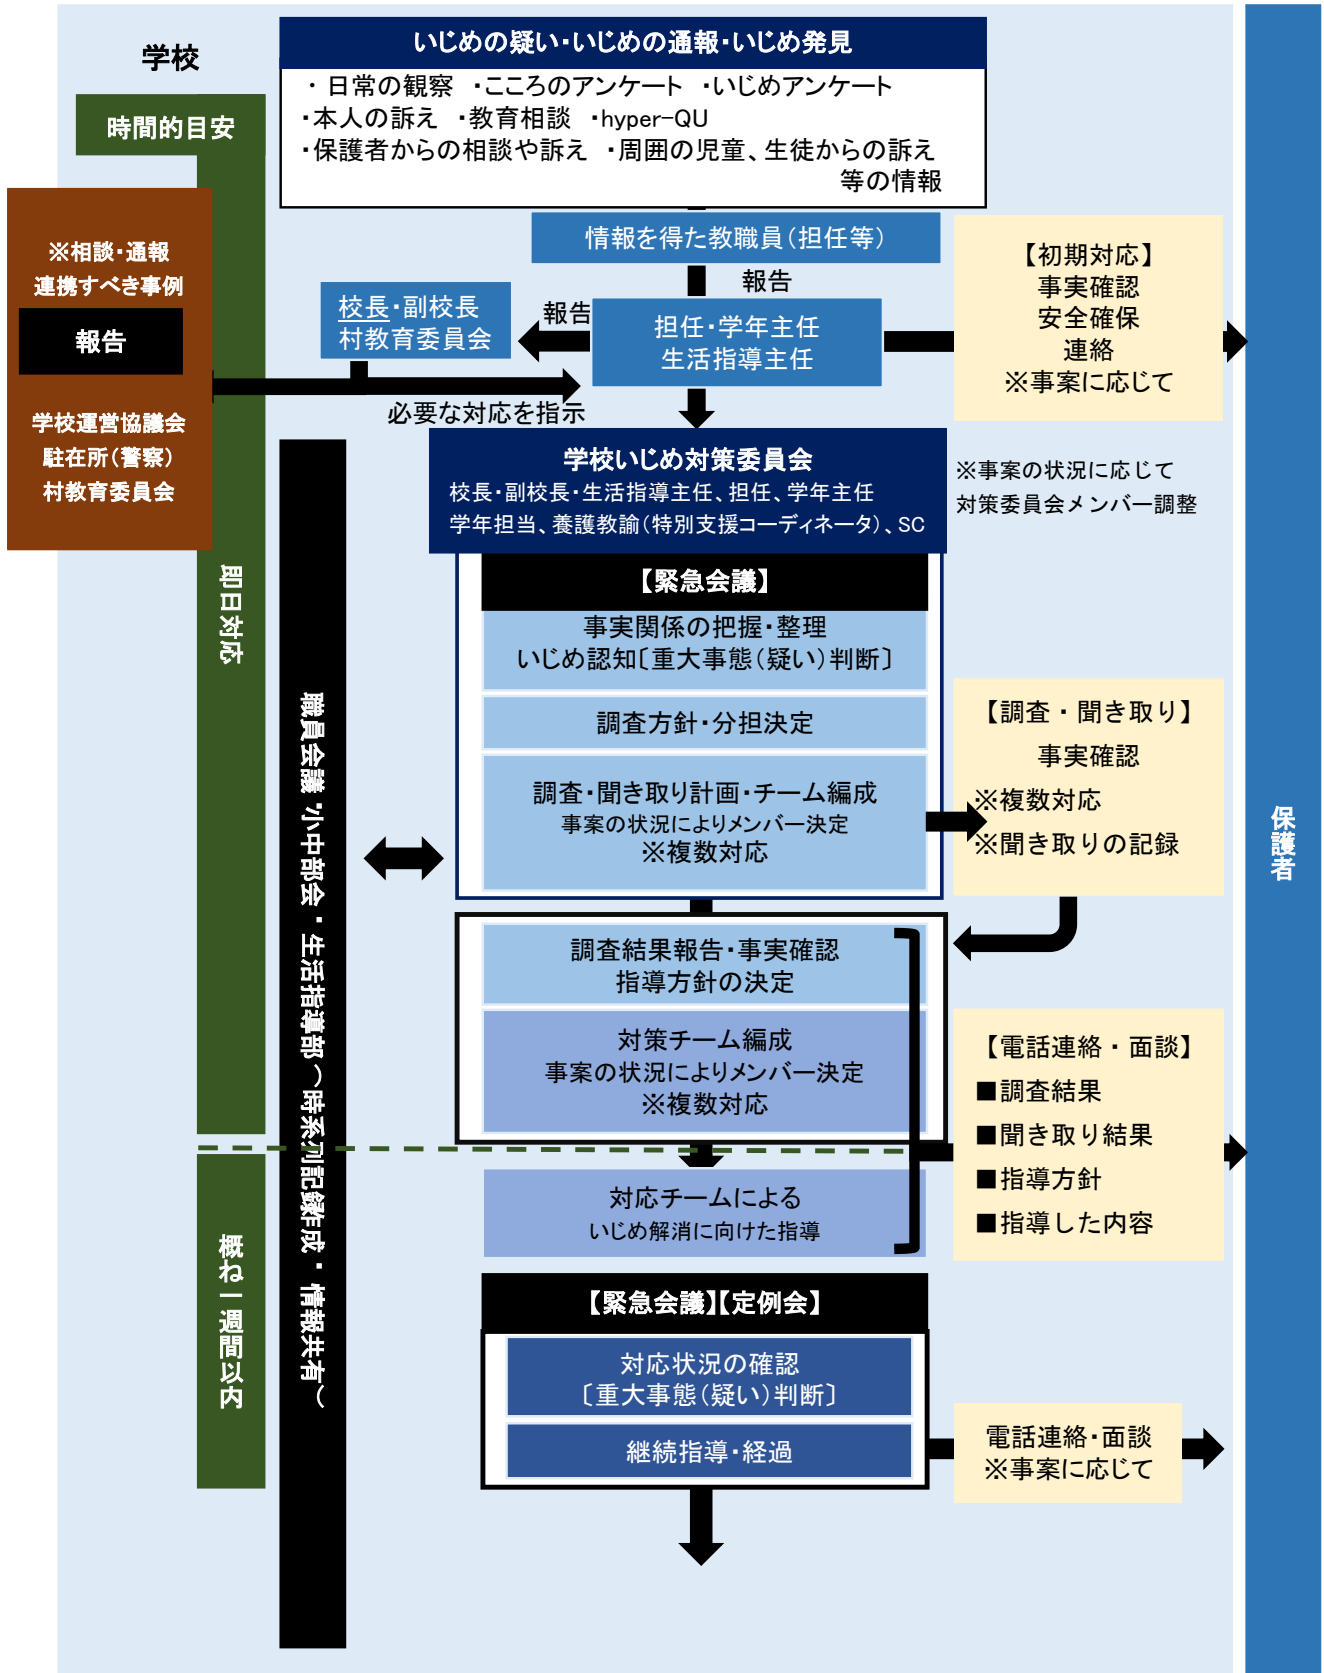 学校
いじめの疑い・いじめの通報・いじめ発見
・ 日常の観察 ・こころのアンケート ・いじめアンケート
・本人の訴え ・教育相談 ・hyper-QU
・保護者からの相談や訴え ・周囲の児童、生徒からの訴え
等の情報
時間的目安
※相談・通報
連携すべき事例
報告
学校運営協議会
駐在所（警察）
村教育委員会
情報を得た教職員（担任等）
報告
校長・副校長
村教育委員会
報告
担任・学年主任
生活指導主任
【初期対応】
事実確認
安全確保
連絡
※事案に応じて
必要な対応を指示
学校いじめ対策委員会
校長・副校長・生活指導主任、担任、学年主任
学年担当、養護教諭（特別支援コーディネータ）、SC
※事案の状況に応じて
対策委員会メンバー調整
【緊急会議】
事実関係の把握・整理
いじめ認知〔重大事態（疑い）判断〕
調査方針・分担決定
調査・聞き取り計画・チーム編成
事案の状況によりメンバー決定
※複数対応
【調査・聞き取り】
事実確認
※複数対応
※聞き取りの記録
即日対応
職員会議・小中部会・生活指導部（時系列記録作成・情報共有）
保護者
調査結果報告・事実確認
指導方針の決定
対策チーム編成
事案の状況によりメンバー決定
※複数対応
【電話連絡・面談】
■調査結果
■聞き取り結果
■指導方針
■指導した内容
対応チームによる
いじめ解消に向けた指導
概ね一週間以内
【緊急会議】【定例会】
対応状況の確認
〔重大事態（疑い）判断〕
継続指導・経過
電話連絡・面談
※事案に応じて